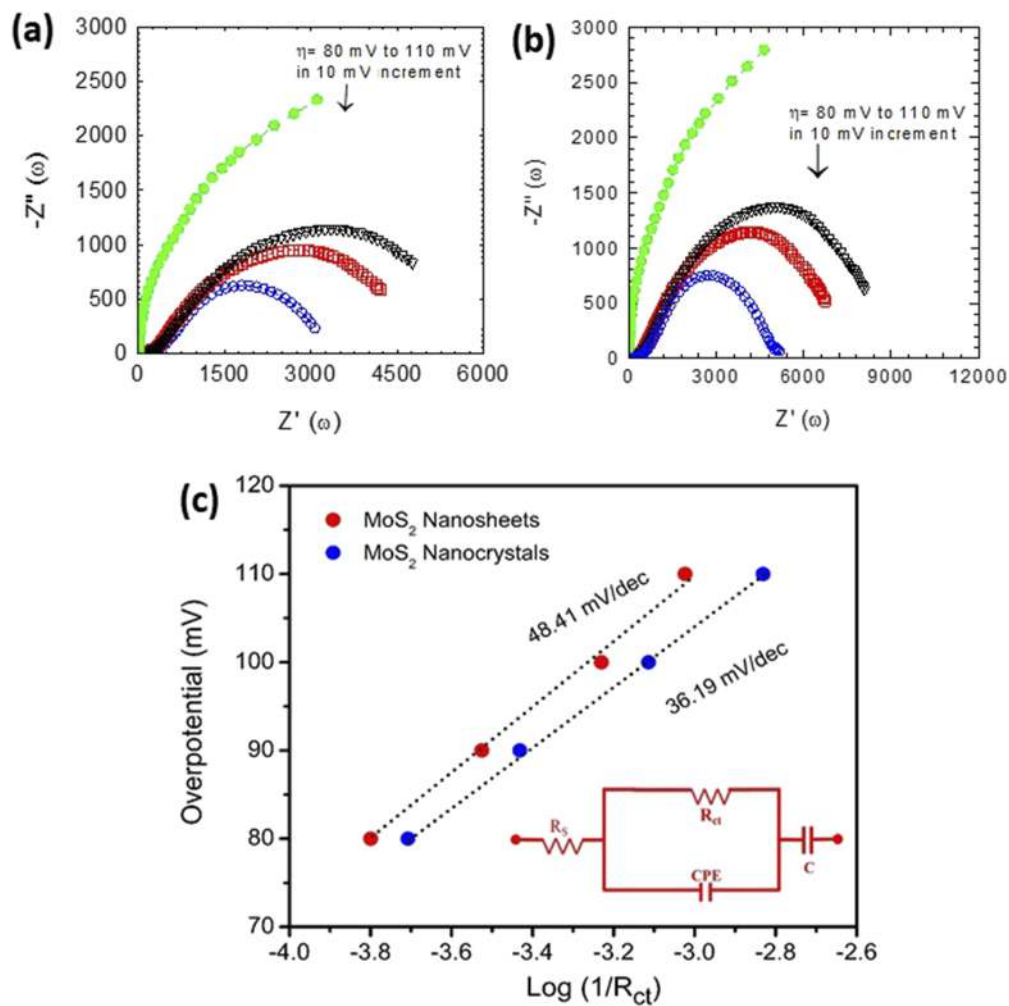 (a)
η= 80 mV to 110 mV
in 10 mV increment
3000
2500
2000
1500
1000
500
0
-Z" (ω)
0 1500 3000 4500 6000
Z' (ω)
(b)
η= 80 mV to 110 mV
in 10 mV increment
3000
2500
2000
1500
1000
500
0
-Z" (ω)
0 3000 6000 9000 12000
Z' (ω)
(c)
120
110
100
90
80
70
Overpotential (mV)
MoS₂ Nanosheets
MoS₂ Nanocrystals
48.41 mV/dec
36.19 mV/dec
R_S
R_ct
CPE
C
-4.0 -3.8 -3.6 -3.4 -3.2 -3.0 -2.8 -2.6
Log (1/R_ct)